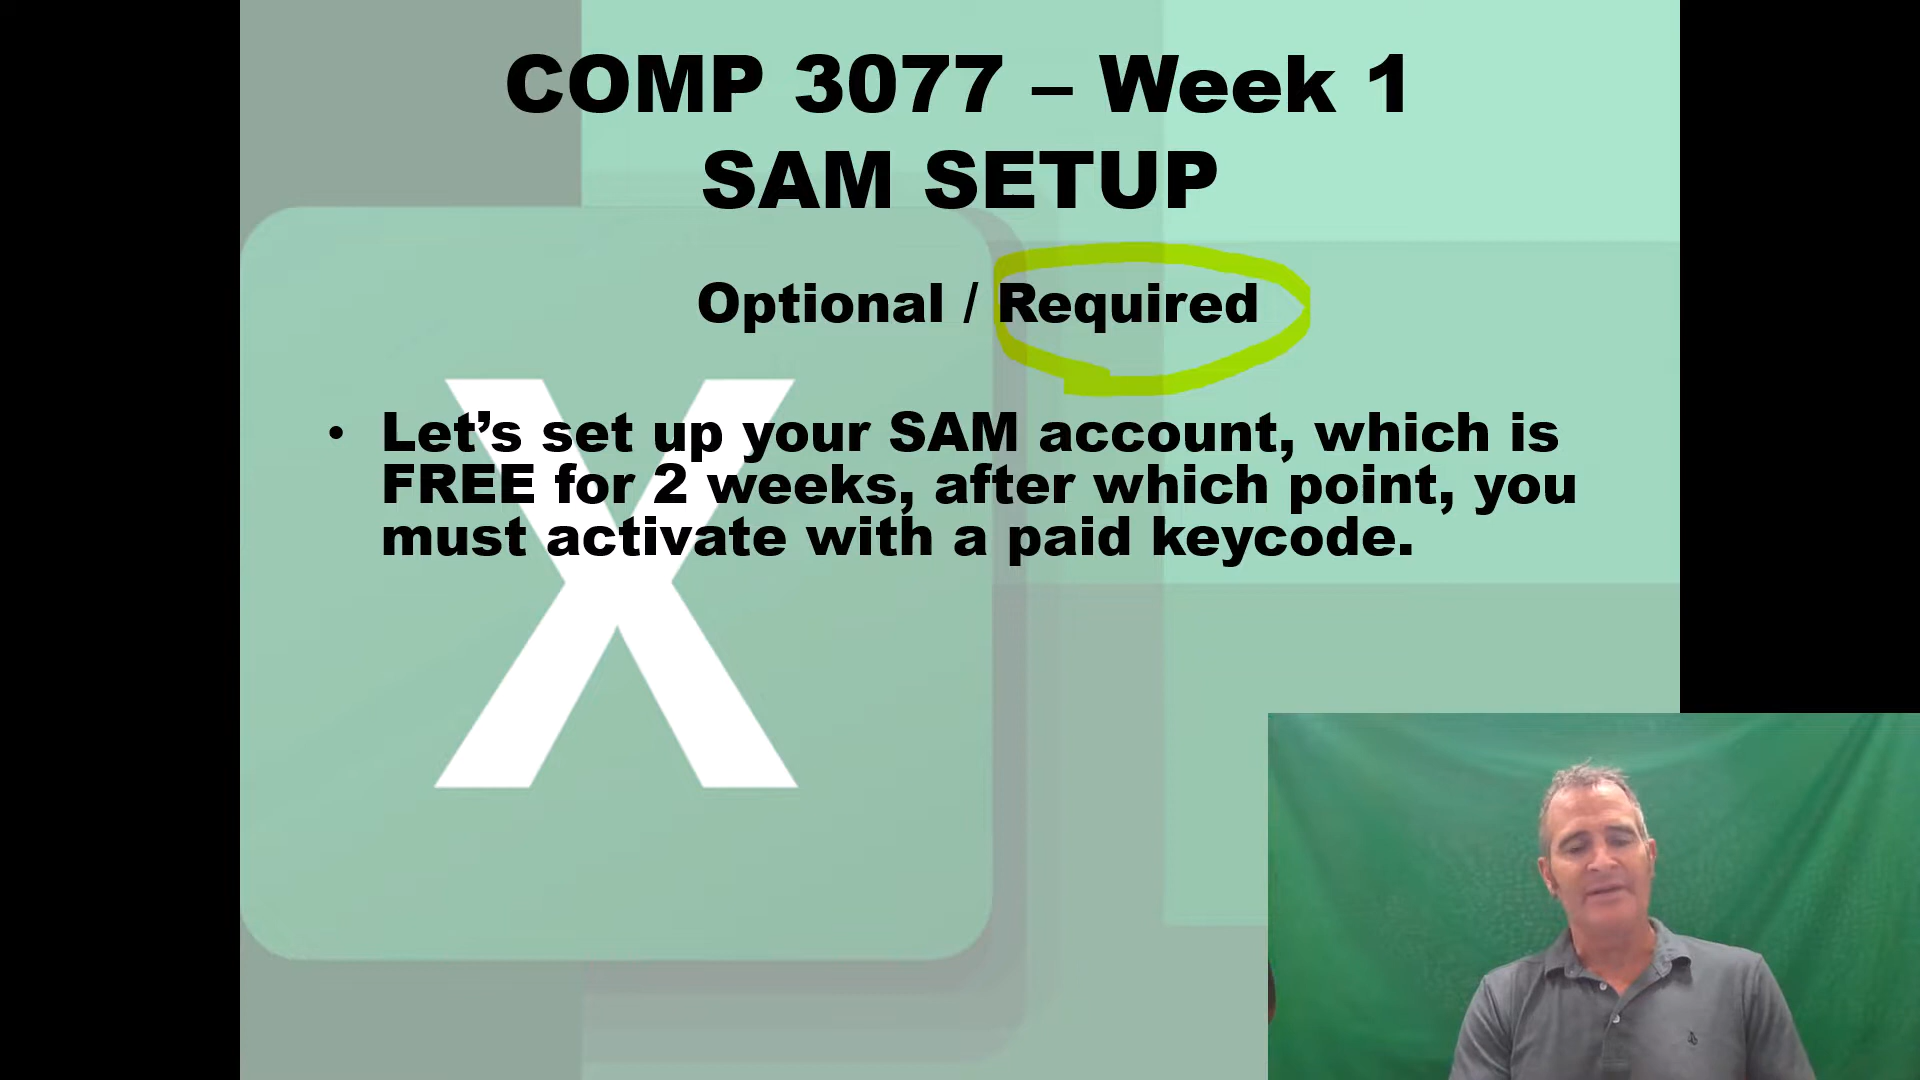 COMP 3077 – Week 1
SAM SETUP
Optional / Required
• Let’s set up your SAM account, which is
FREE for 2 weeks, after which point, you
must activate with a paid keycode.
X